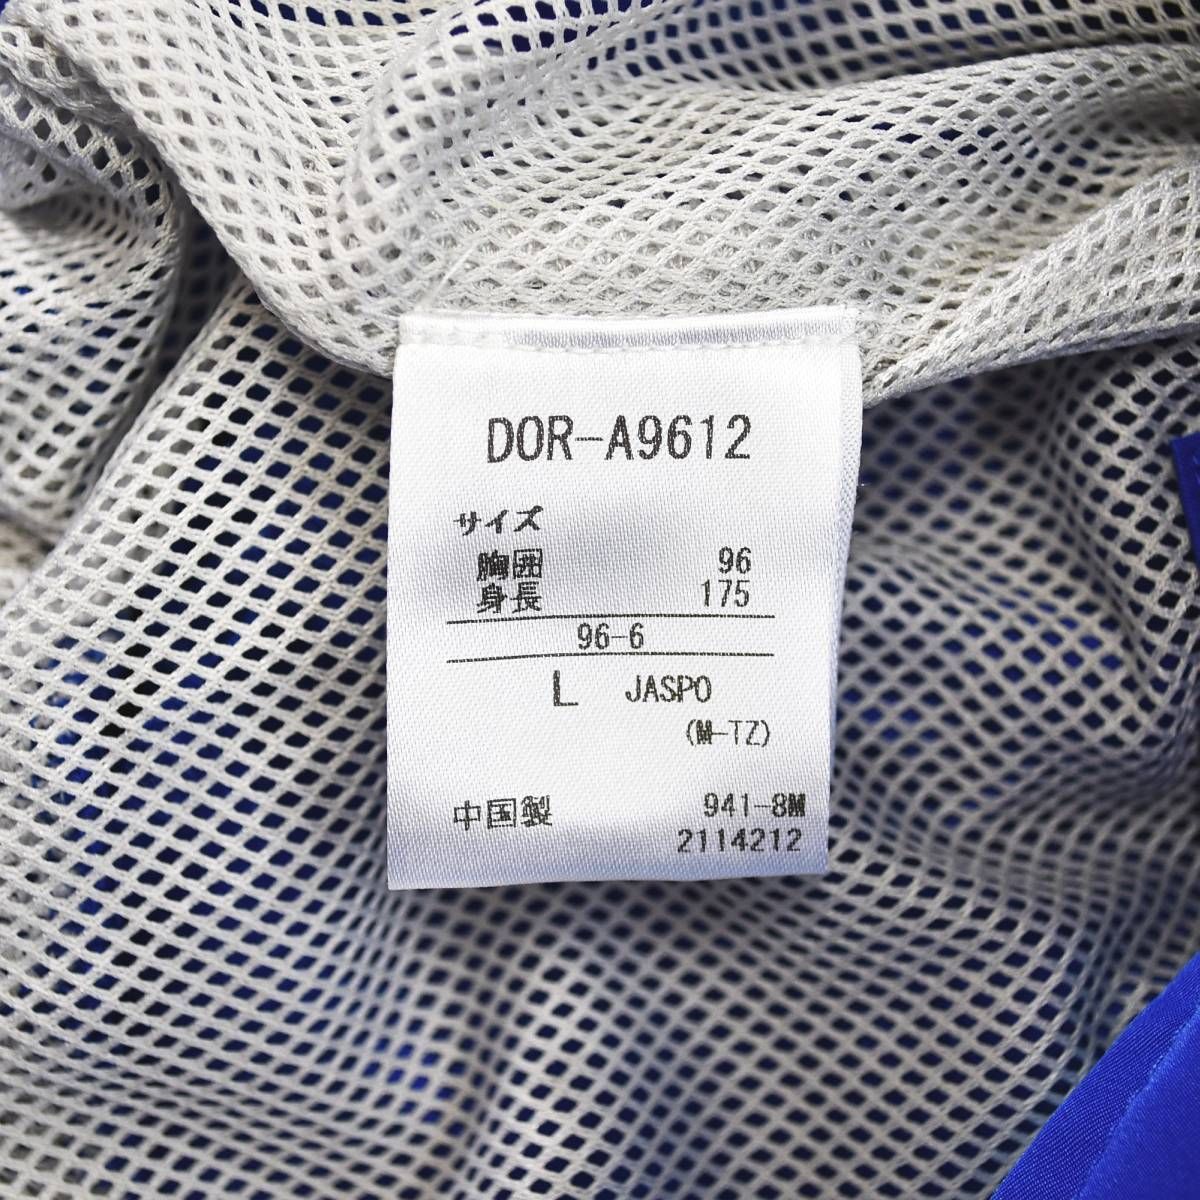 DOR-A9612
サイズ
胸囲 96
身長 175
96-6
L JASPO
(M-TZ)
中国製 941-8M
2114212